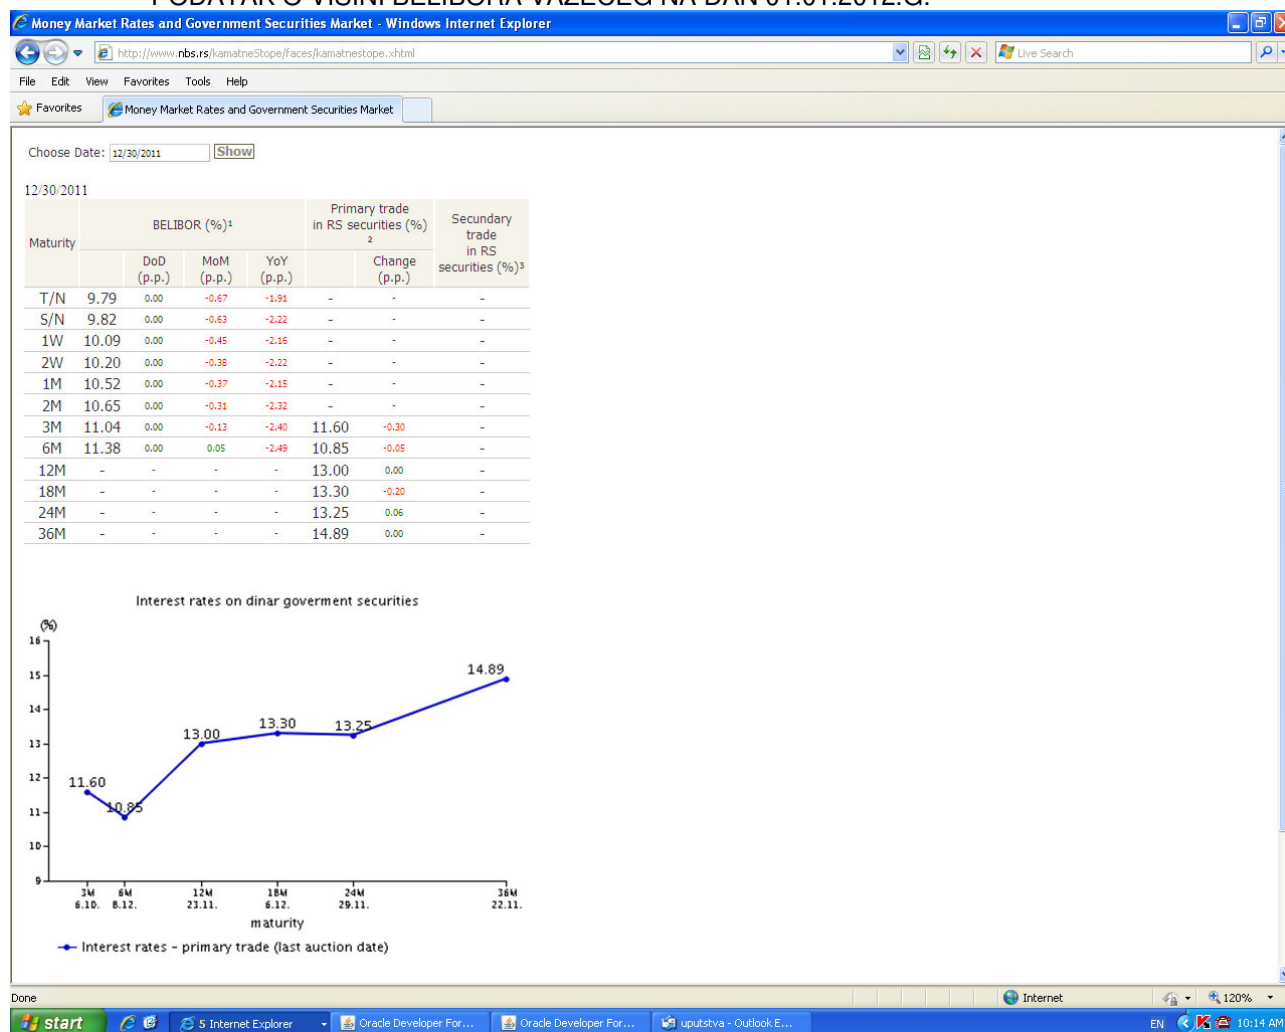 PODATAK O VISINI BELIBORA VAŽEĆEG NA DAN 01.01.2012.G.
Money Market Rates and Government Securities Market - Windows Internet Explorer
http://www.nbs.rs/kamatneStope/faces/kamatnestope.xhtml
Live Search
File Edit View Favorites Tools Help
Favorites Money Market Rates and Government Securities Market
Choose Date: 12/30/2011 Show
12/30/2011
Maturity BELIBOR (%)¹ Primary trade in RS securities (%) ² Secundary trade in RS securities (%)³
DoD (p.p.) MoM (p.p.) YoY (p.p.) Change (p.p.)
T/N 9.79 0.00 -0.67 -1.91 - - -
S/N 9.82 0.00 -0.63 -2.22 - - -
1W 10.09 0.00 -0.45 -2.16 - - -
2W 10.20 0.00 -0.38 -2.22 - - -
1M 10.52 0.00 -0.37 -2.15 - - -
2M 10.65 0.00 -0.31 -2.32 - - -
3M 11.04 0.00 -0.13 -2.40 11.60 -0.30 -
6M 11.38 0.00 0.05 -2.49 10.85 -0.05 -
12M - - - - 13.00 0.00 -
18M - - - - 13.30 -0.20 -
24M - - - - 13.25 0.06 -
36M - - - - 14.89 0.00 -
Interest rates on dinar goverment securities
(%)
16
15
14
13
12
11
10
9
11.60 10.85 13.00 13.30 13.25 14.89
3M 6M 12M 18M 24M 36M
6.10. 8.12. 23.11. 6.12. 29.11. 22.11.
maturity
Interest rates - primary trade (last auction date)
Done Internet 120%
start 5 Internet Explorer Oracle Developer For... Oracle Developer For... uputstva - Outlook E... EN 10:14 AM